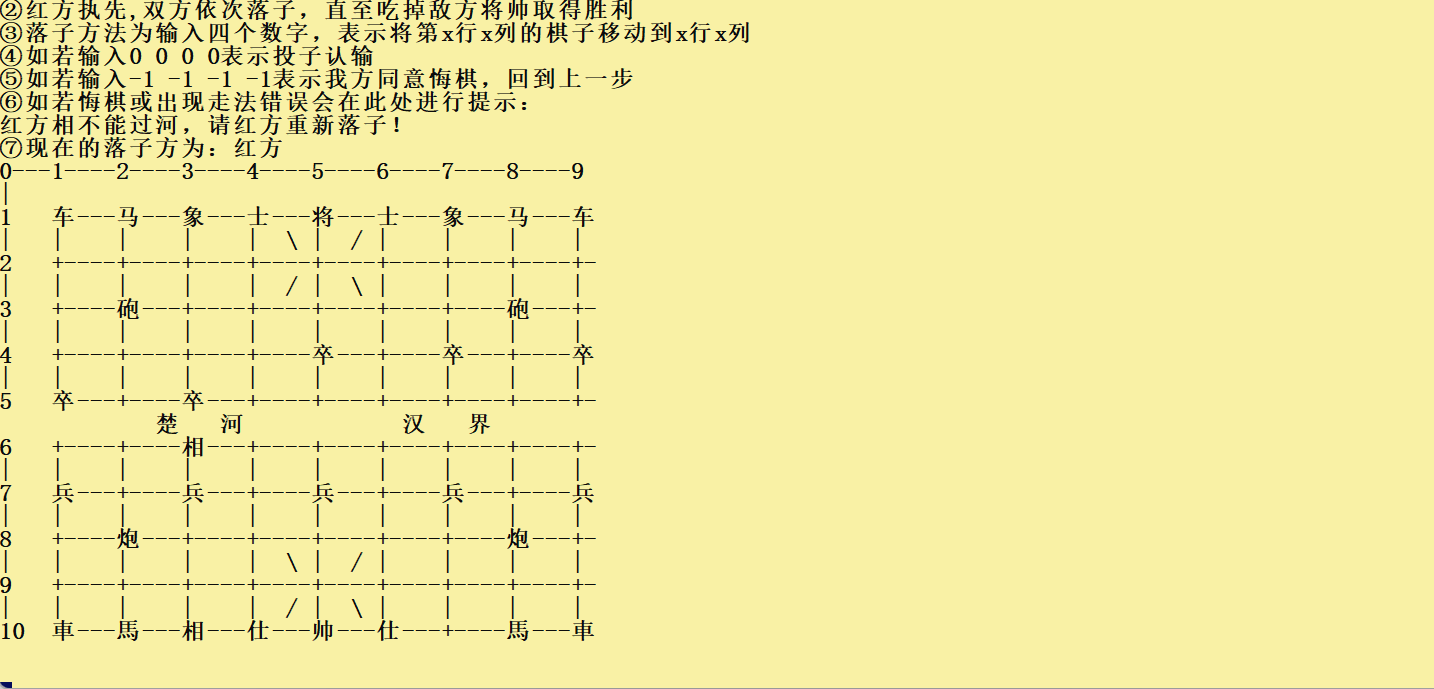 ②红方执先,双方依次落子，直至吃掉敌方将帅取得胜利
③落子方法为输入四个数字，表示将第x行x列的棋子移动到x行x列
④如若输入0 0 0 0表示投子认输
⑤如若输入-1 -1 -1 -1表示我方同意悔棋，回到上一步
⑥如若悔棋或出现走法错误会在此处进行提示：
红方相不能过河，请红方重新落子！
⑦现在的落子方为：红方
0---1----2----3----4----5----6----7----8----9
|
1   车---马---象---士---将---士---象---马---车
|   |    |    |    |  \ |  / |    |    |    |
2   +----+----+----+----+----+----+----+----+-
|   |    |    |    |  / |  \ |    |    |    |
3   +----砲---+----+----+----+----+----砲---+-
|   |    |    |    |    |    |    |    |    |
4   +----+----+----+----卒---+----卒---+----卒
|   |    |    |    |    |    |    |    |    |
5   卒---+----卒---+----+----+----+----+----+-
            楚   河             汉   界
6   +----+----相---+----+----+----+----+----+-
|   |    |    |    |    |    |    |    |    |
7   兵---+----兵---+----兵---+----兵---+----兵
|   |    |    |    |    |    |    |    |    |
8   +----炮---+----+----+----+----+----炮---+-
|   |    |    |    |  \ |  / |    |    |    |
9   +----+----+----+----+----+----+----+----+-
|   |    |    |    |  / |  \ |    |    |    |
10  車---馬---相---仕---帅---仕---+----馬---車